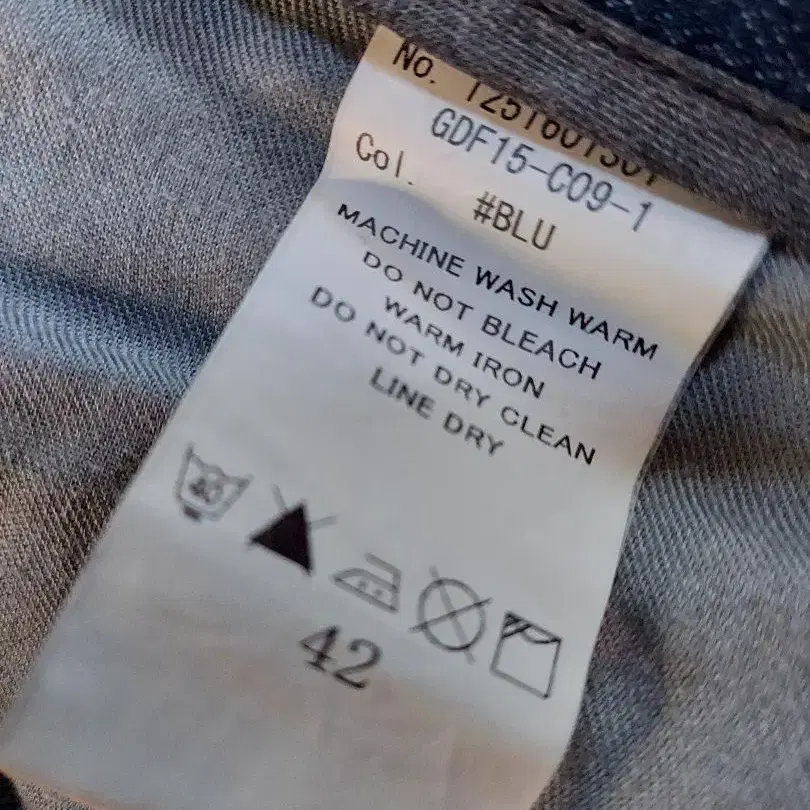 No. 1251601301
GDF15-C09-1
Col. #BLU
MACHINE WASH WARM
DO NOT BLEACH
WARM IRON
DO NOT DRY CLEAN
LINE DRY
40
42